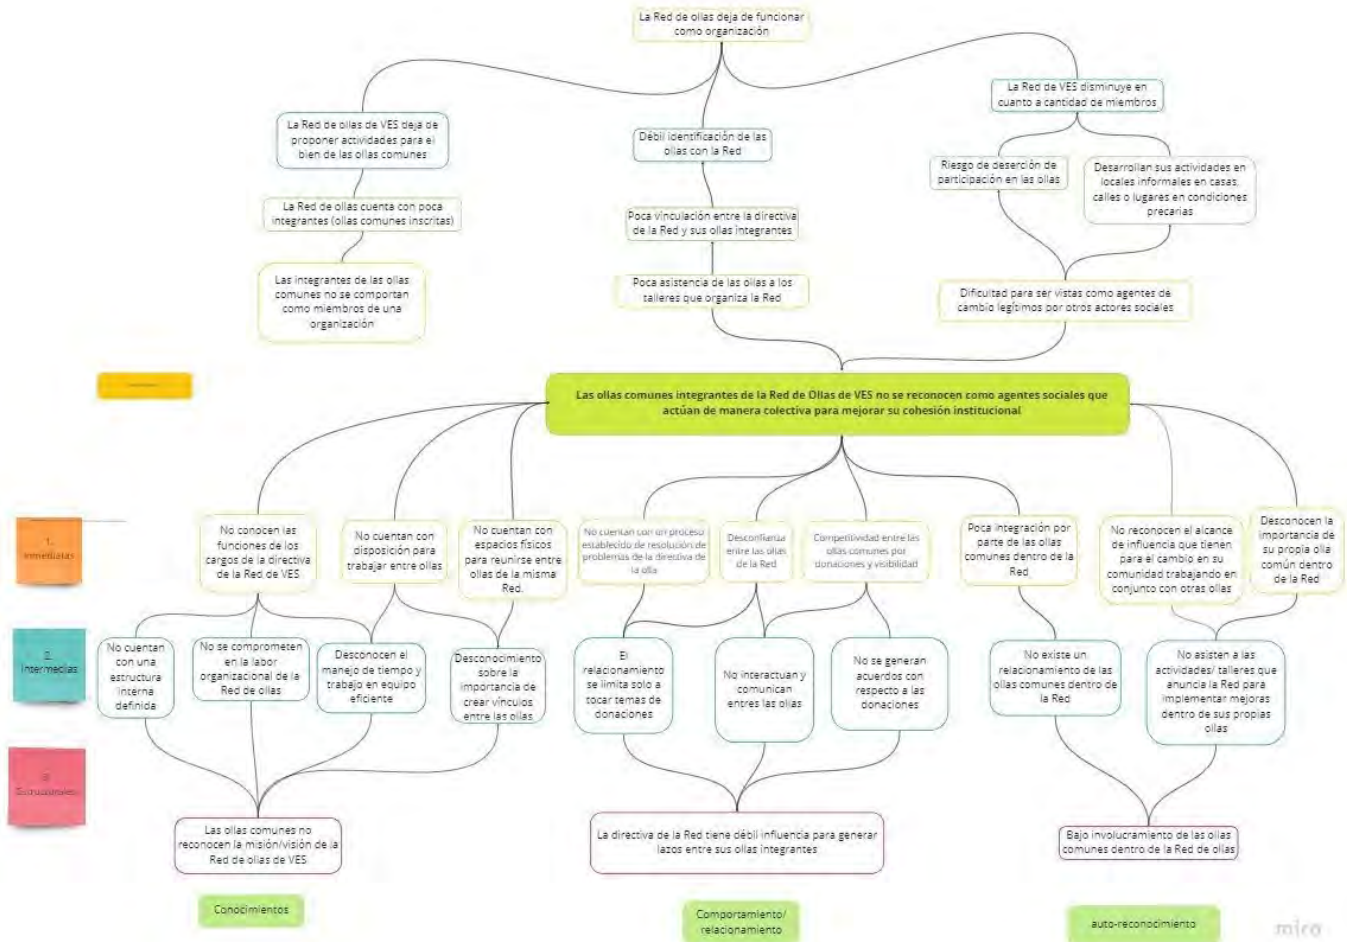 La Red de ollas deja de funcionar
como organización
La Red de VES disminuye en
cuanto a cantidad de miembros
La Red de ollas de VES deja de
proponer actividades para el
bien de las ollas comunes
Débil identificación de las
ollas con la Red
Riesgo de deserción de
participación en las ollas
Desarrollan sus actividades en
locales informales en casas,
calles o lugares en condiciones
precarias
La Red de ollas cuenta con poca
integrantes (ollas comunes inscritas)
Poca vinculación entre la directiva
de la Red y sus ollas integrantes
Las integrantes de las ollas
comunes no se comportan
como miembros de una
organización
Poca asistencia de las ollas a los
talleres que organiza la Red
Dificultad para ser vistas como agentes de
cambio legítimos por otros actores sociales
Las ollas comunes integrantes de la Red de Ollas de VES no se reconocen como agentes sociales que
actúan de manera colectiva para mejorar su cohesión institucional
1.
Inmediatas
No conocen las
funciones de los
cargos de la directiva
de la Red de VES
No cuentan con
disposición para
trabajar entre ollas
No cuentan con
espacios físicos
para reunirse entre
ollas de la misma
Red.
No cuentan con un proceso
establecido de resolución de
problemas de la directiva de
la olla
Desconfianza
entre las ollas
de la Red
Competitividad entre las
ollas comunes por
donaciones y visibilidad
Poca integración por
parte de las ollas
comunes dentro de la
Red
No reconocen el alcance
de influencia que tienen
para el cambio en su
comunidad trabajando en
conjunto con otras ollas
Desconocen la
importancia de
su propia olla
común dentro
de la Red
2.
Intermedias
No cuentan
con una
estructura
interna
definida
No se comprometen
en la labor
organizacional de la
Red de ollas
Desconocen el
manejo de tiempo y
trabajo en equipo
eficiente
Desconocimiento
sobre la
importancia de
crear vínculos
entre las ollas
El
relacionamiento
se limita solo a
tocar temas de
donaciones
No interactuan y
comunican
entres las ollas
No se generan
acuerdos con
respecto a las
donaciones
No existe un
relacionamiento de las
ollas comunes dentro de
la Red
No asisten a las
actividades/ talleres que
anuncia la Red para
implementar mejoras
dentro de sus propias
ollas
3.
Estructurales
Las ollas comunes no
reconocen la misión/visión de la
Red de ollas de VES
La directiva de la Red tiene débil influencia para generar
lazos entre sus ollas integrantes
Bajo involucramiento de las ollas
comunes dentro de la Red de ollas
Conocimientos
Comportamiento/
relacionamiento
auto-reconocimiento
miro